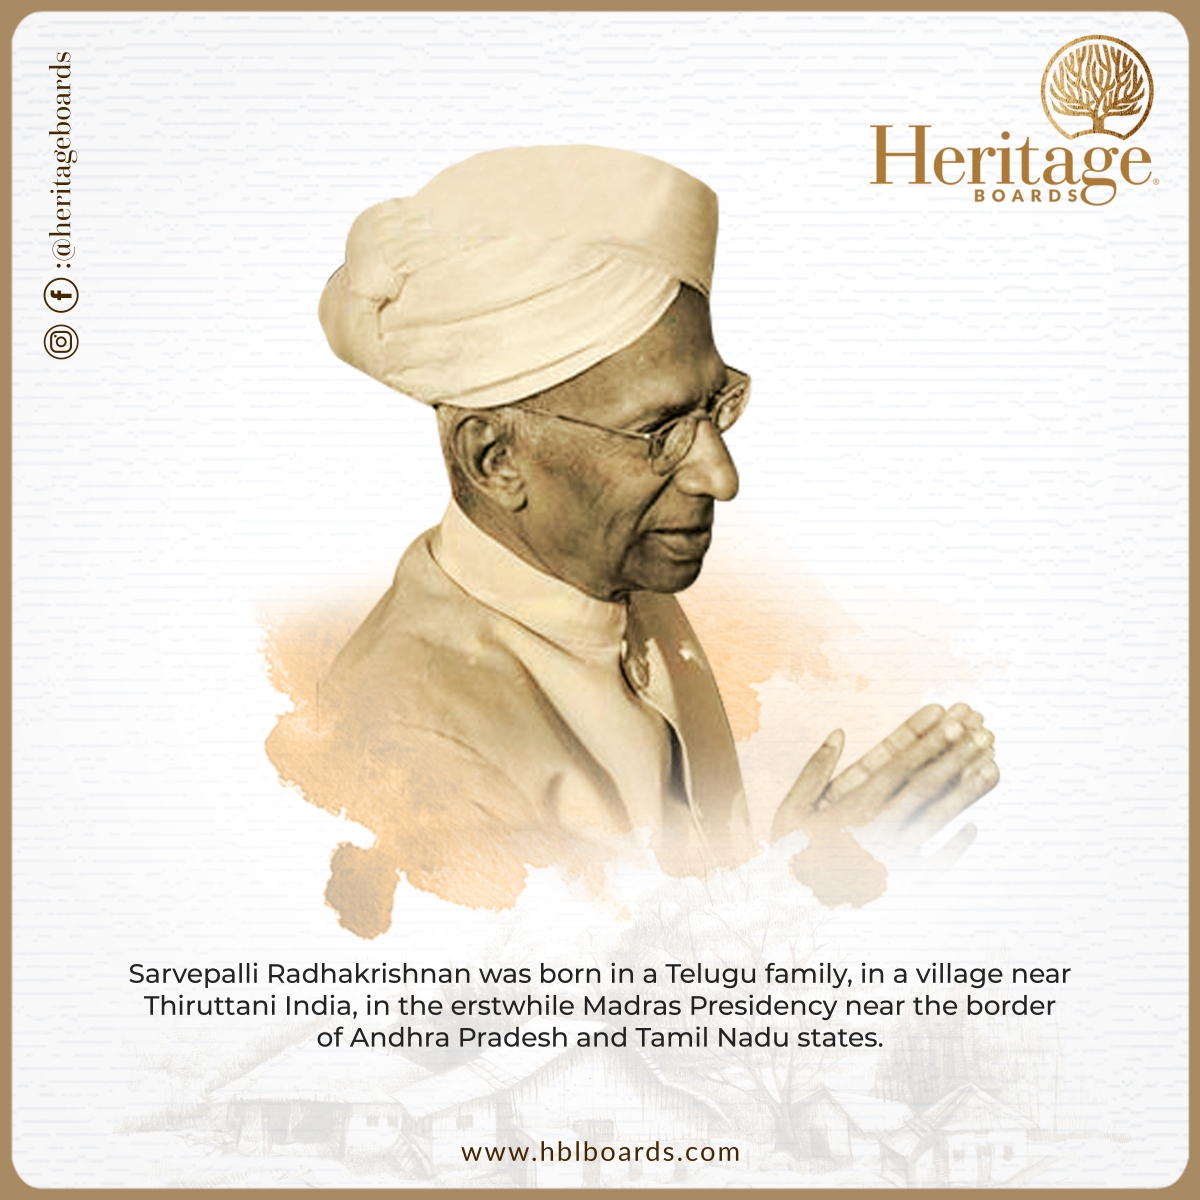 :@heritageboards
Heritage
BOARDS
Sarvepalli Radhakrishnan was born in a Telugu family, in a village near
Thiruttani India, in the erstwhile Madras Presidency near the border
of Andhra Pradesh and Tamil Nadu states.
www.hblboards.com